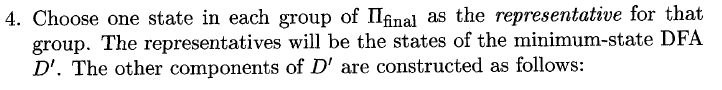 4. Choose one state in each group of Πfinal as the representative for that
group. The representatives will be the states of the minimum-state DFA
D′. The other components of D′ are constructed as follows: